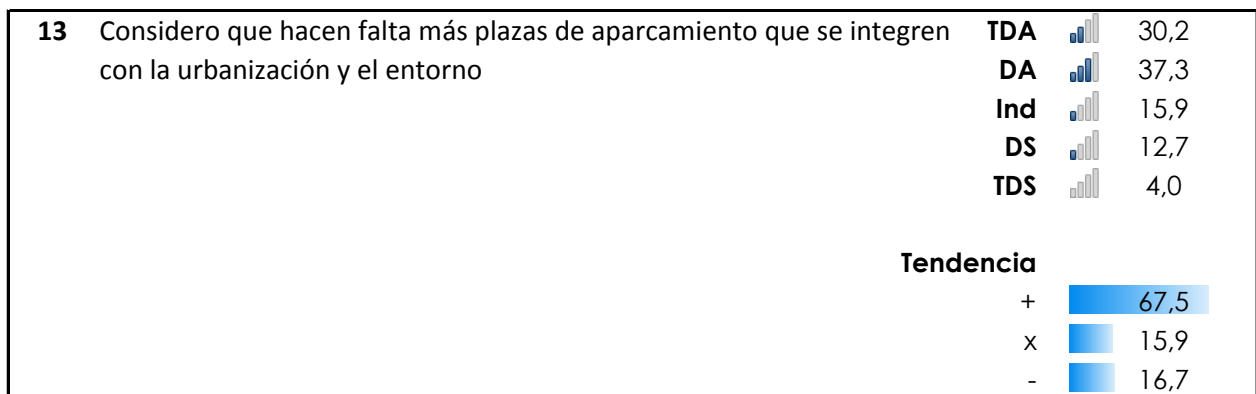 13 Considero que hacen falta más plazas de aparcamiento que se integren TDA 30,2
con la urbanización y el entorno DA 37,3
Ind 15,9
DS 12,7
TDS 4,0
Tendencia
+ 67,5
x 15,9
- 16,7